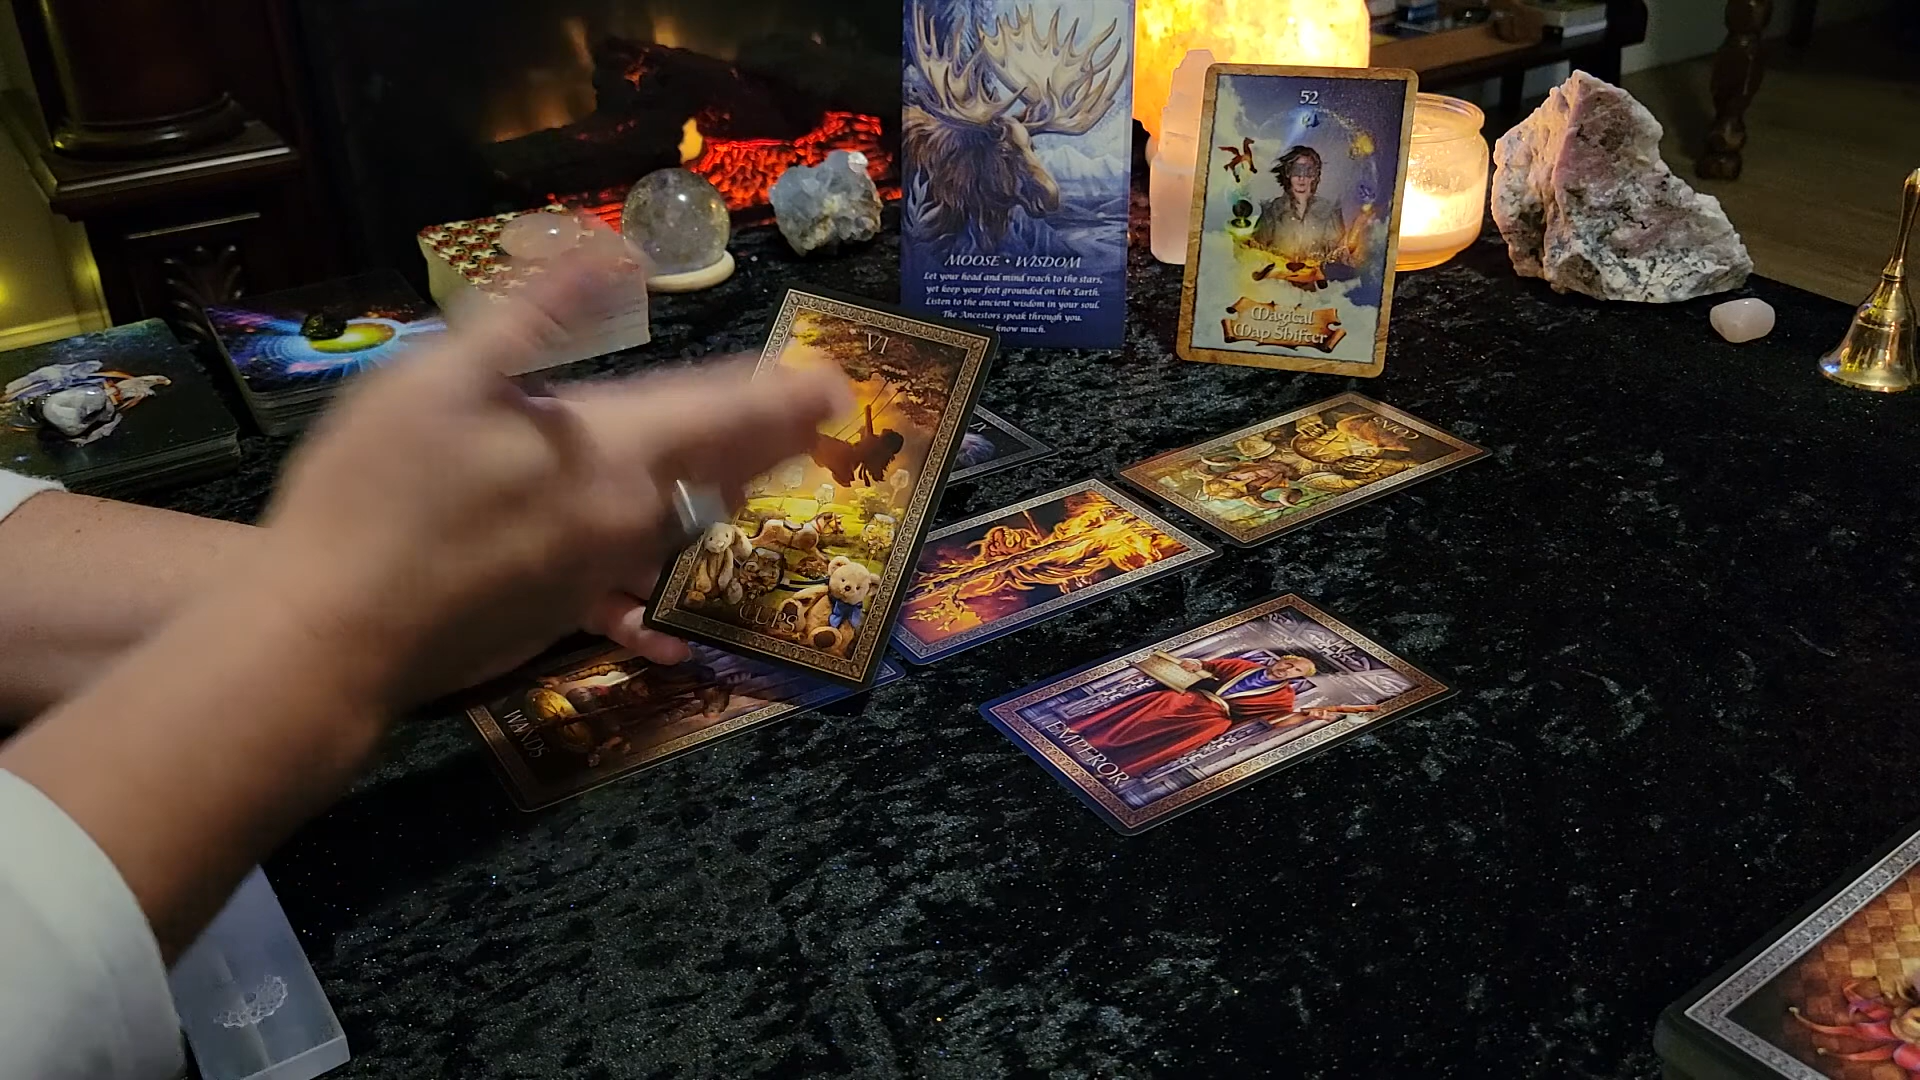 MOOSE • WISDOM
Let your head and mind reach to the stars,
yet keep your feet grounded on the Earth.
Listen to the ancient wisdom in your soul.
The Ancestors speak through you.
know much.
52
Magical
Map Shifter
VI
CUPS
COINS
WANDS
EMPEROR